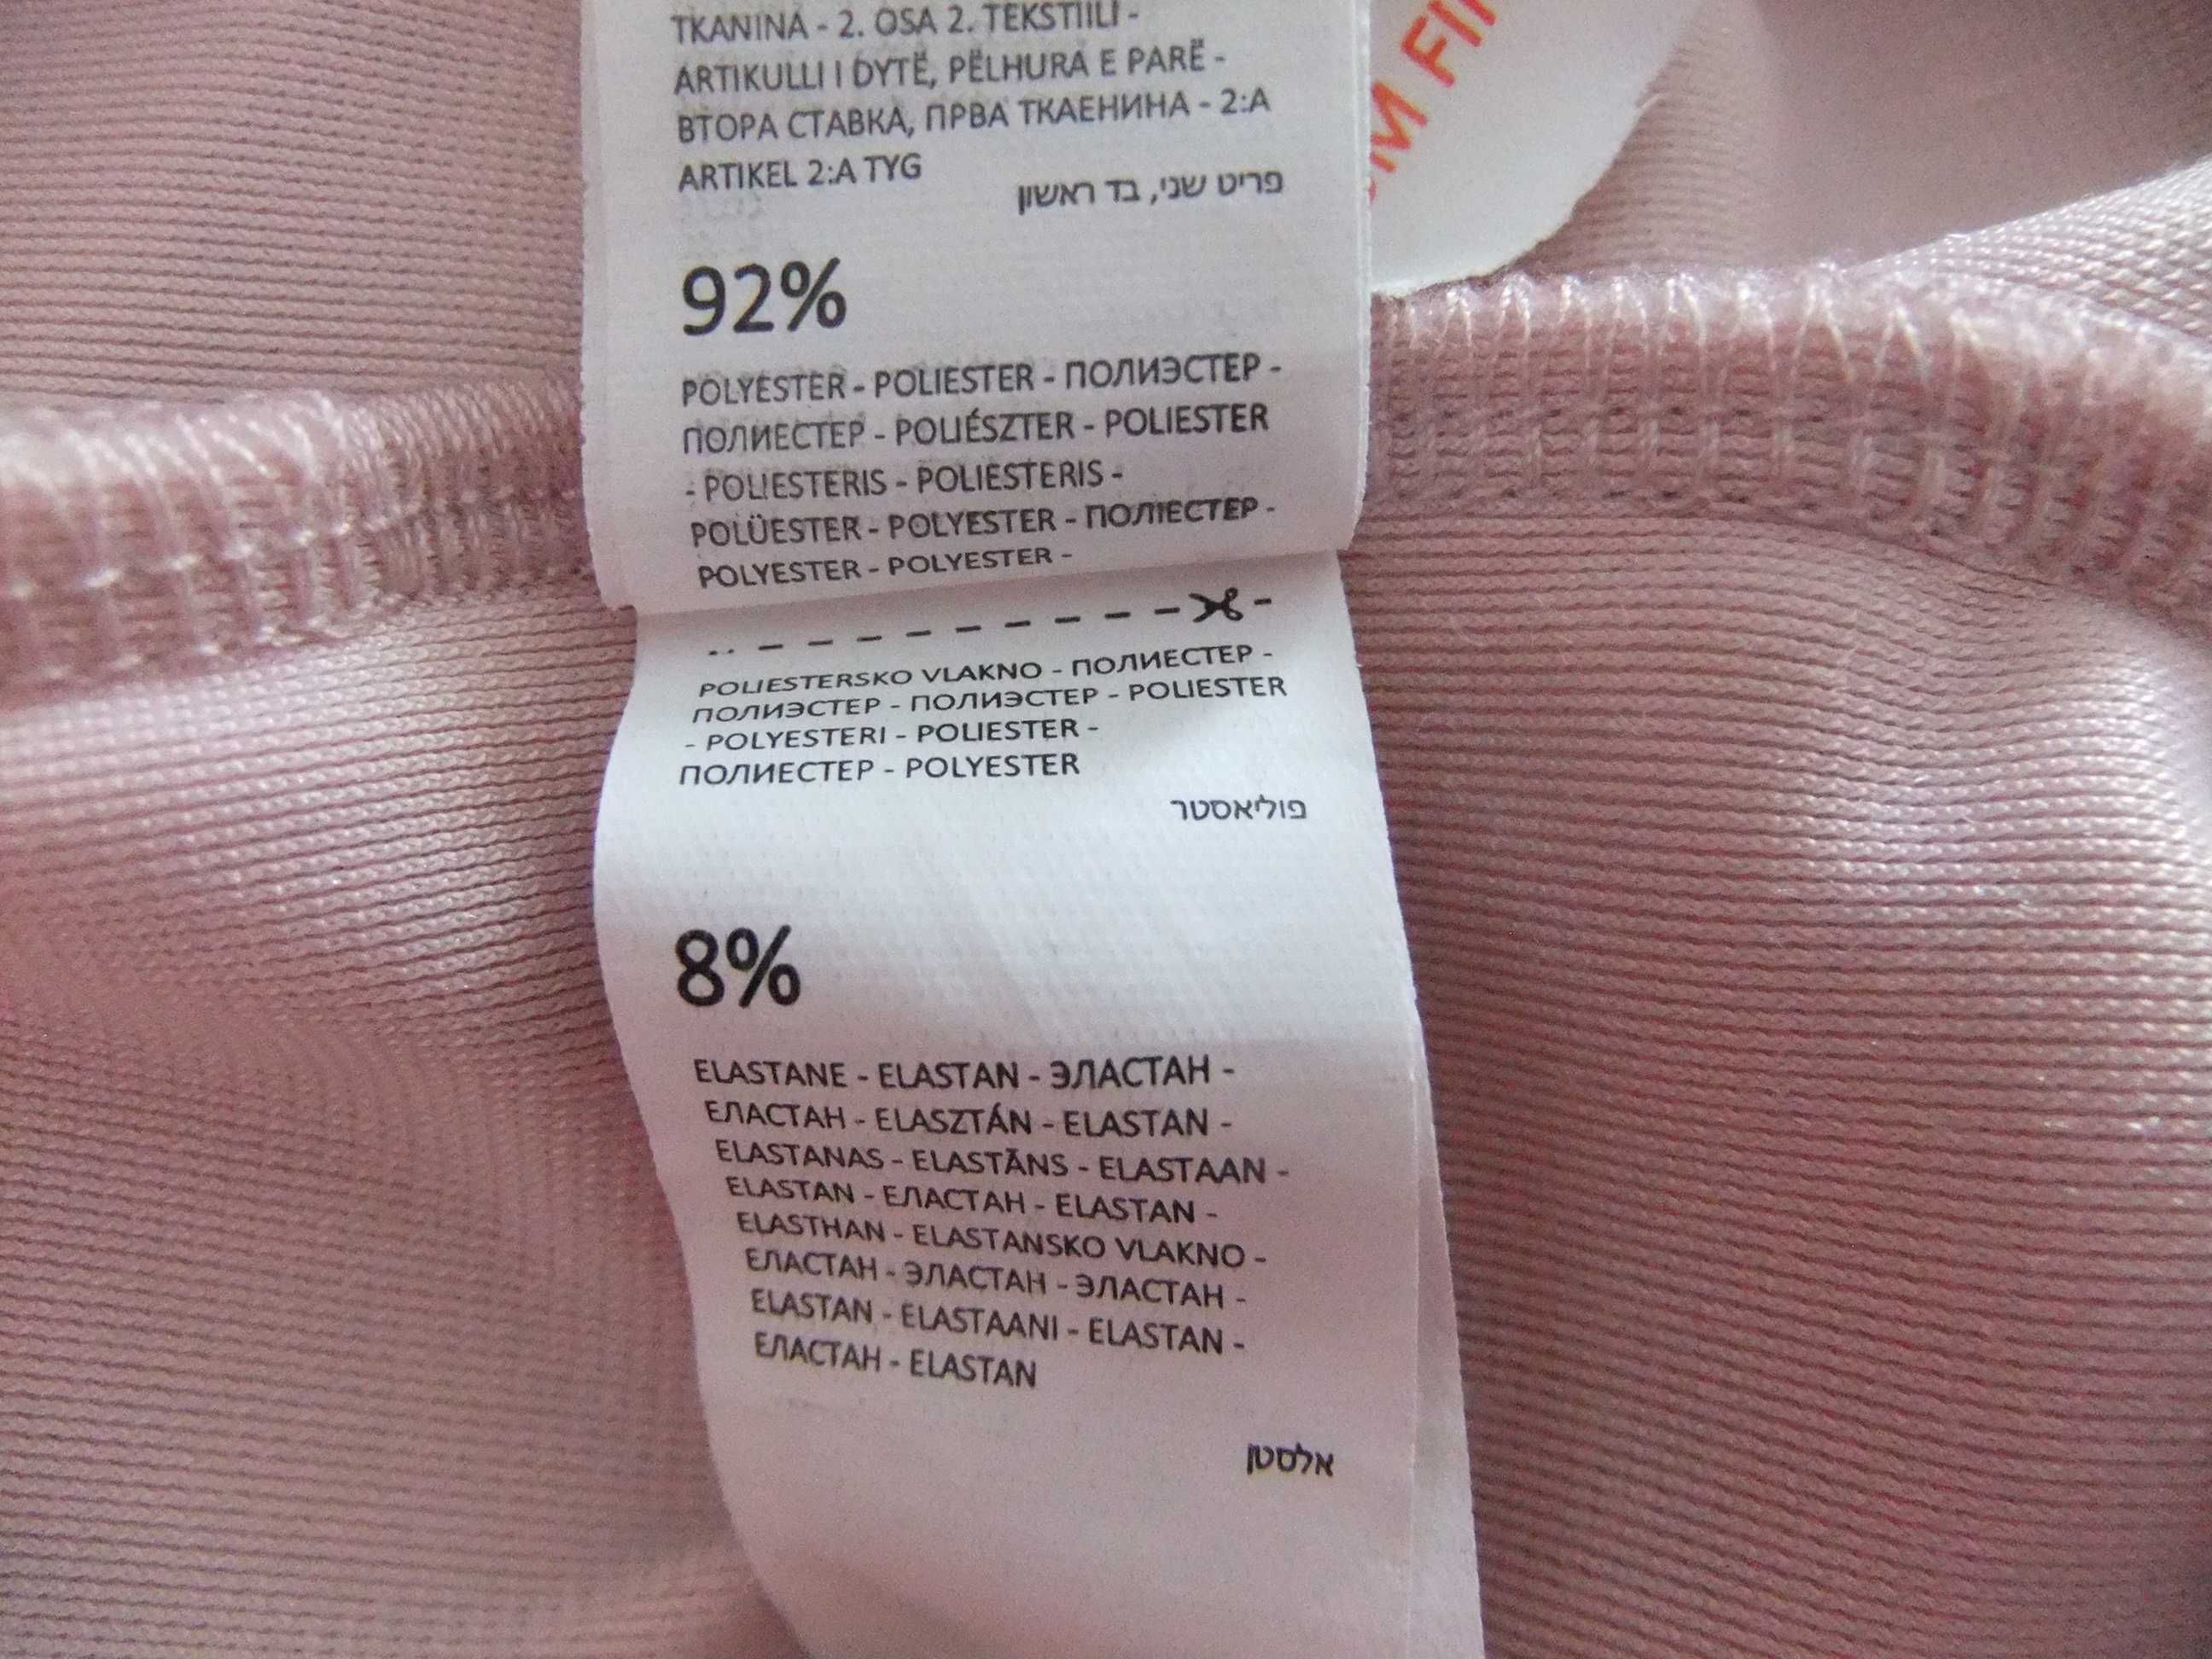 TKANINA - 2. OSA 2. TEKSTIILI -
ARTIKULLI I DYTË, PËLHURA E PARË -
ВТОРА СТАВКА, ПРВА ТКАЕНИНА - 2:A
ARTIKEL 2:A TYG
פריט שני, בד ראשון
92%
POLYESTER - POLIESTER - ПОЛИЭСТЕР -
ПОЛИЕСТЕР - POLIÉSZTER - POLIESTER
- POLIESTERIS - POLIESTERIS -
POLÜESTER - POLYESTER - ПОЛІЕСТЕР -
POLYESTER - POLYESTER -
POLIESTERSKO VLAKNO - ПОЛИЕСТЕР -
ПОЛИЭСТЕР - ПОЛИЭСТЕР - POLIESTER
- POLYESTERI - POLIESTER -
ПОЛИЕСТЕР - POLYESTER
פוליאסטר
8%
ELASTANE - ELASTAN - ЭЛАСТАН -
ЕЛАСТАН - ELASZTÁN - ELASTAN -
ELASTANAS - ELASTĀNS - ELASTAAN -
ELASTAN - ЕЛАСТАН - ELASTAN -
ELASTHAN - ELASTANSKO VLAKNO -
ЕЛАСТАН - ЭЛАСТАН - ЭЛАСТАН -
ELASTAN - ELASTAANI - ELASTAN -
ЕЛАСТАН - ELASTAN
אלסטן